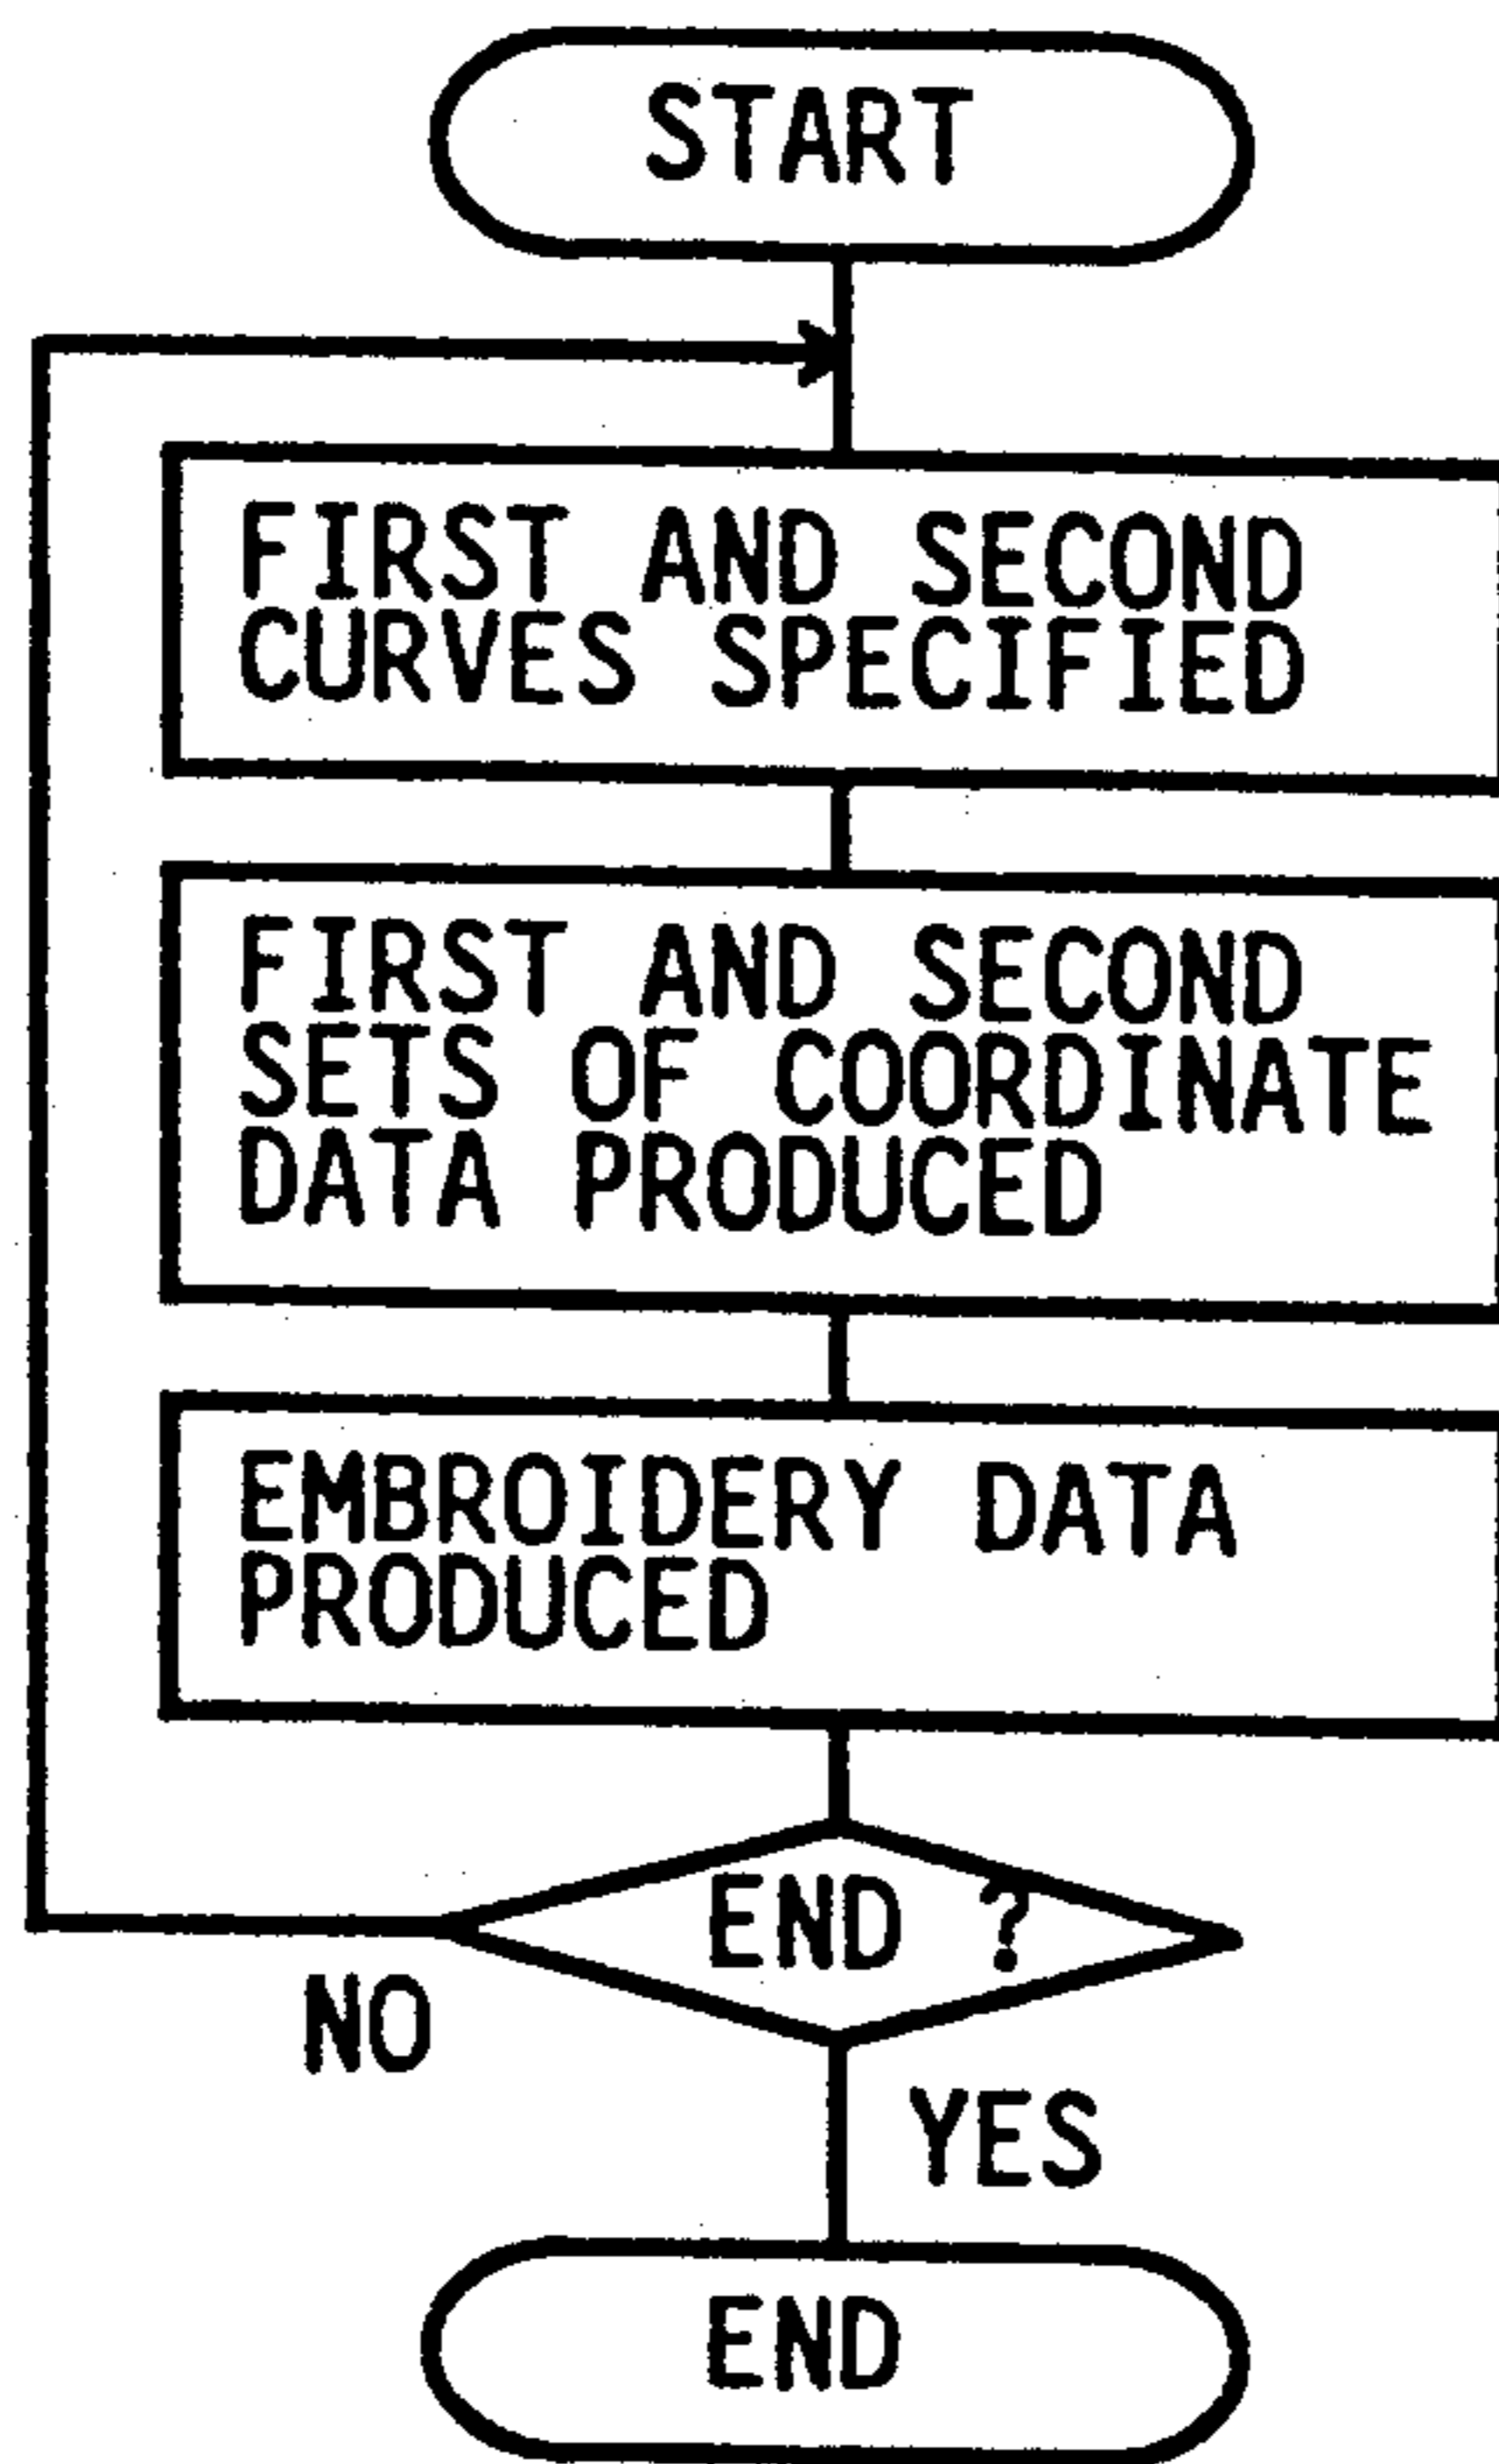 START
FIRST AND SECOND
CURVES SPECIFIED
FIRST AND SECOND
SETS OF COORDINATE
DATA PRODUCED
EMBROIDERY DATA
PRODUCED
END ?
NO
YES
END